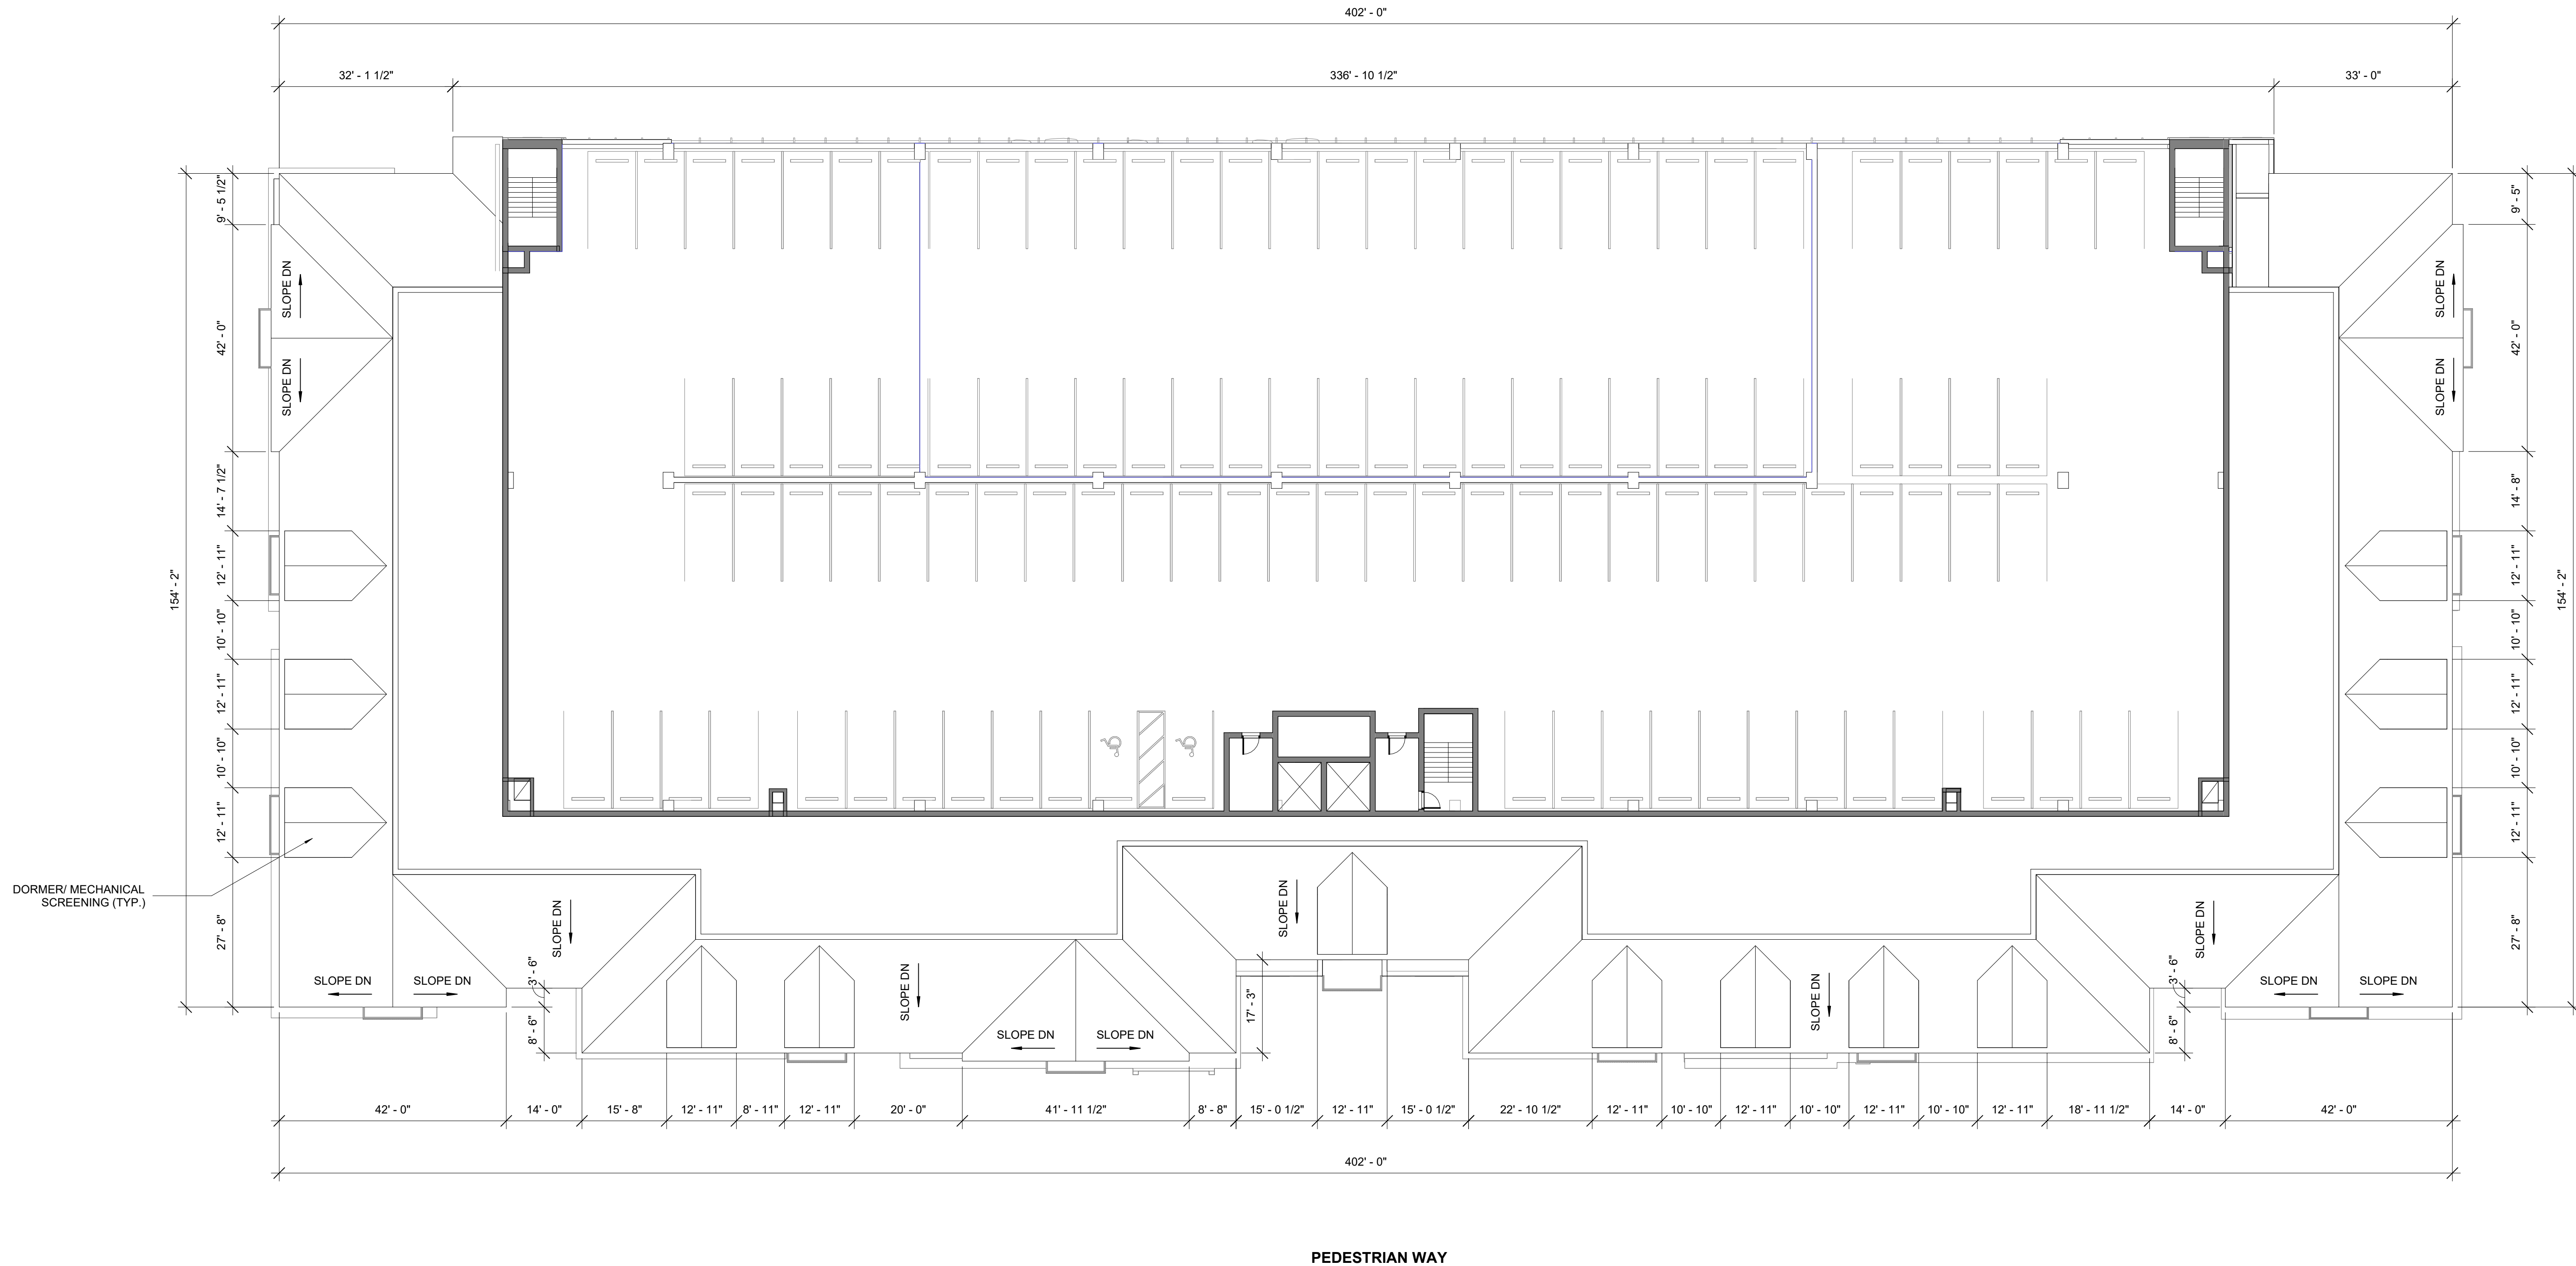 402' - 0"
32' - 1 1/2"
336' - 10 1/2"
33' - 0"
9' - 5 1/2"
42' - 0"
14' - 7 1/2"
12' - 11"
10' - 10"
12' - 11"
10' - 10"
12' - 11"
27' - 8"
154' - 2"
SLOPE DN
SLOPE DN
DORMER/ MECHANICAL
SCREENING (TYP.)
9' - 5"
42' - 0"
14' - 8"
12' - 11"
10' - 10"
12' - 11"
10' - 10"
12' - 11"
27' - 8"
154' - 2"
SLOPE DN
SLOPE DN
SLOPE DN
SLOPE DN
SLOPE DN
3' - 6"
8' - 6"
SLOPE DN
SLOPE DN
SLOPE DN
SLOPE DN
17' - 3"
SLOPE DN
SLOPE DN
3' - 6"
8' - 6"
SLOPE DN
SLOPE DN
42' - 0"
14' - 0"
15' - 8"
12' - 11"
8' - 11"
12' - 11"
20' - 0"
41' - 11 1/2"
8' - 8"
15' - 0 1/2"
12' - 11"
15' - 0 1/2"
22' - 10 1/2"
12' - 11"
10' - 10"
12' - 11"
10' - 10"
12' - 11"
10' - 10"
12' - 11"
18' - 11 1/2"
14' - 0"
42' - 0"
402' - 0"
PEDESTRIAN WAY